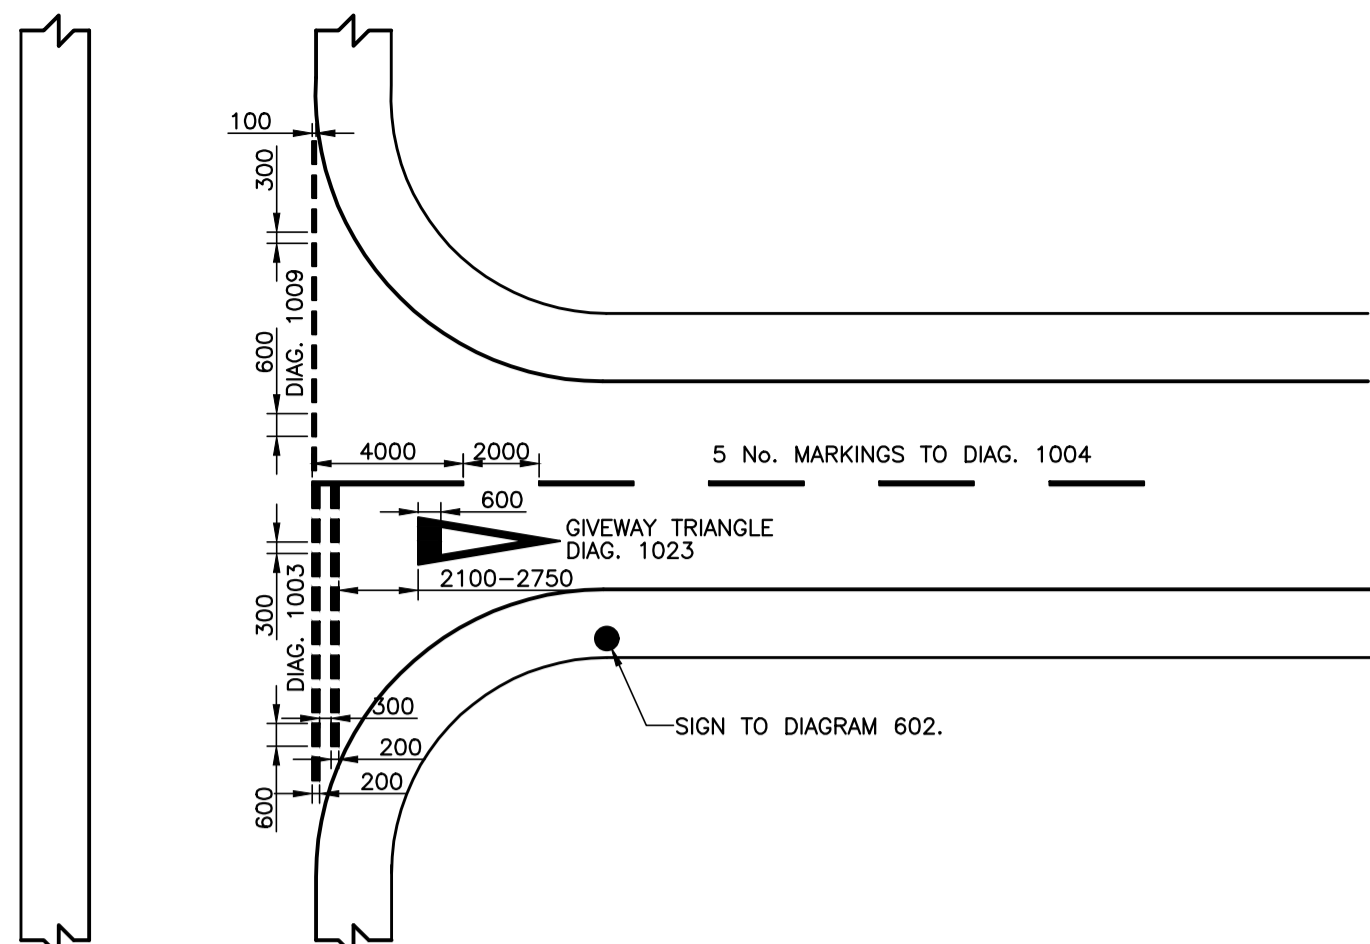 100
300
DIAG. 1009
600
4000
2000
5 No. MARKINGS TO DIAG. 1004
600
GIVEWAY TRIANGLE
DIAG. 1023
2100-2750
300
DIAG. 1003
300
SIGN TO DIAGRAM 602.
200
200
600